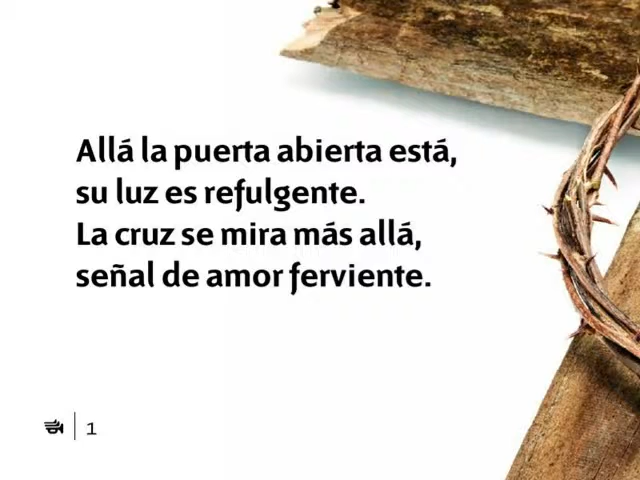 Allá la puerta abierta está,
su luz es refulgente.
La cruz se mira más allá,
señal de amor ferviente.
1